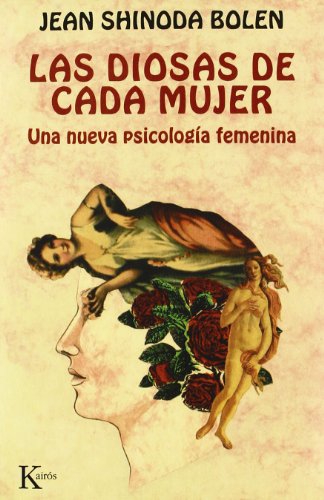 JEAN SHINODA BOLEN
LAS DIOSAS DE
CADA MUJER
Una nueva psicología femenina
Kairós